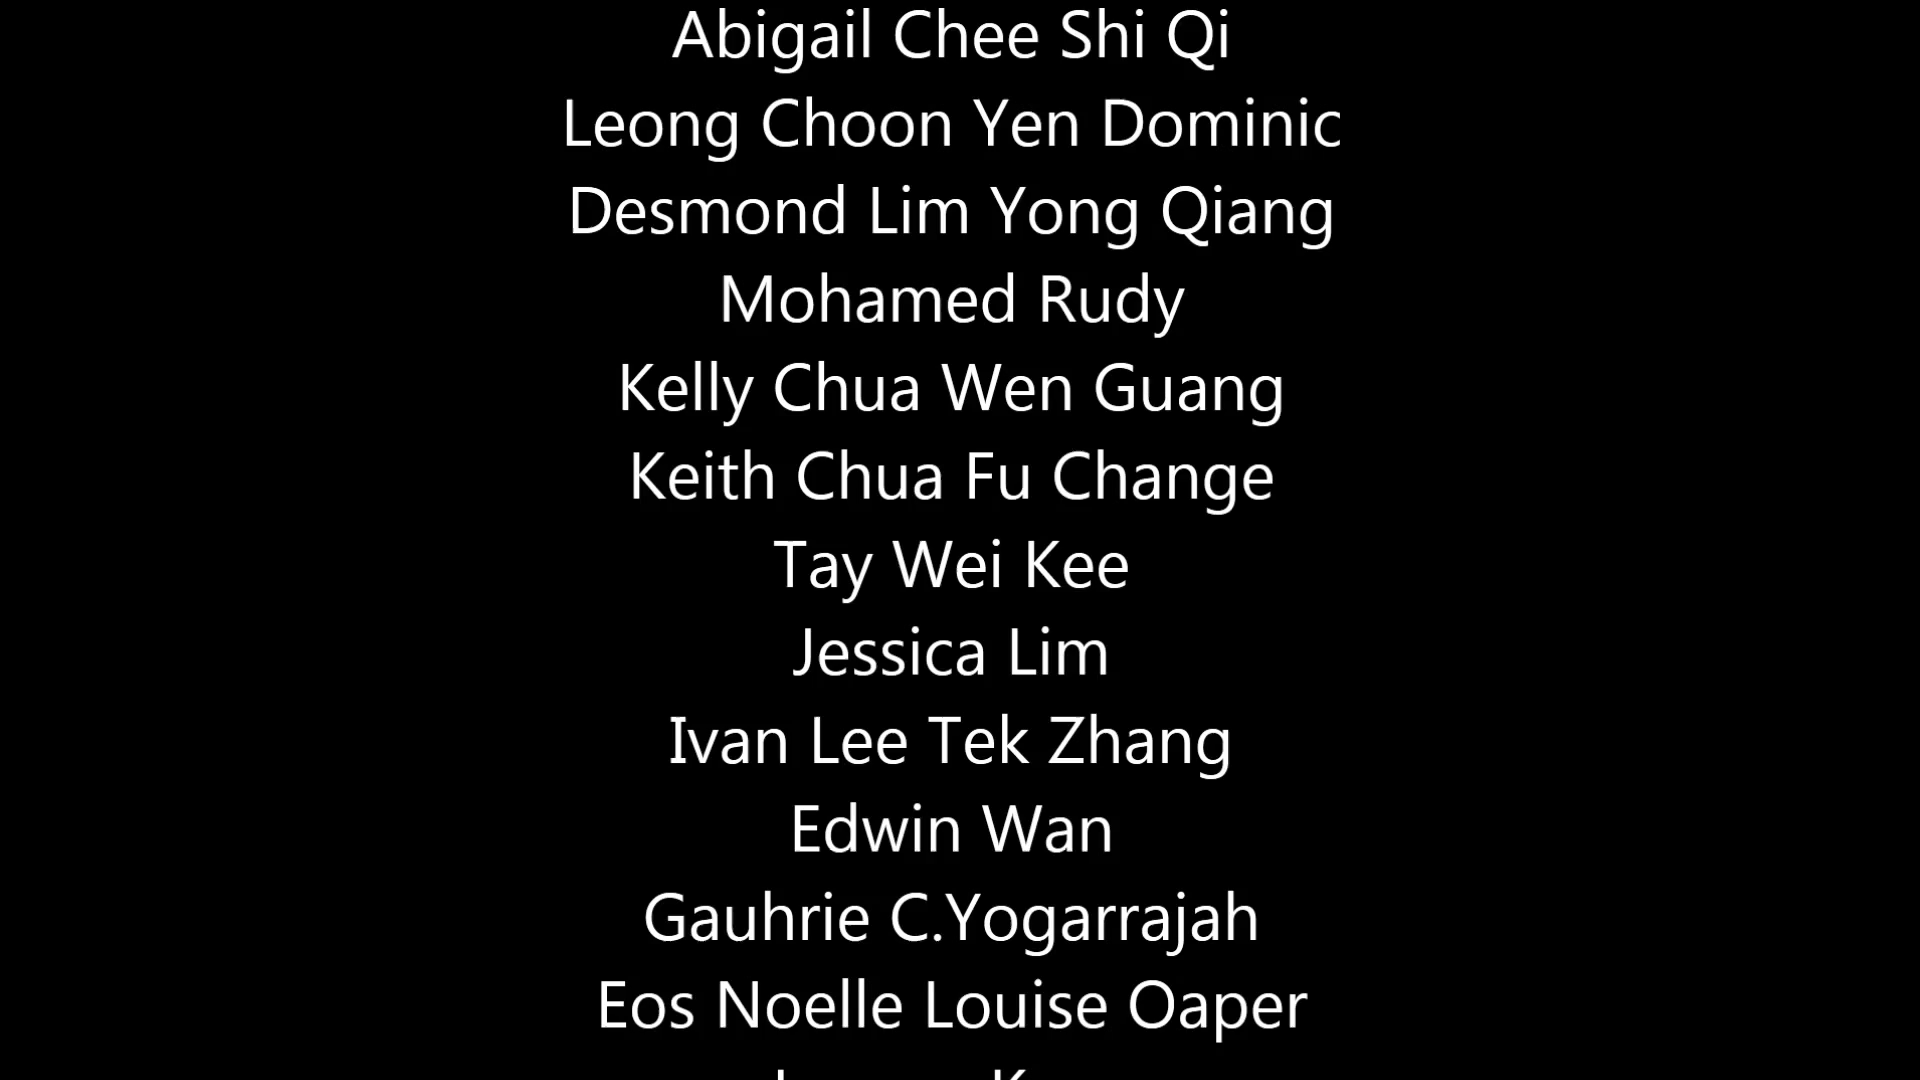 Abigail Chee Shi Qi
Leong Choon Yen Dominic
Desmond Lim Yong Qiang
Mohamed Rudy
Kelly Chua Wen Guang
Keith Chua Fu Change
Tay Wei Kee
Jessica Lim
Ivan Lee Tek Zhang
Edwin Wan
Gauhrie C.Yogarrajah
Eos Noelle Louise Oaper